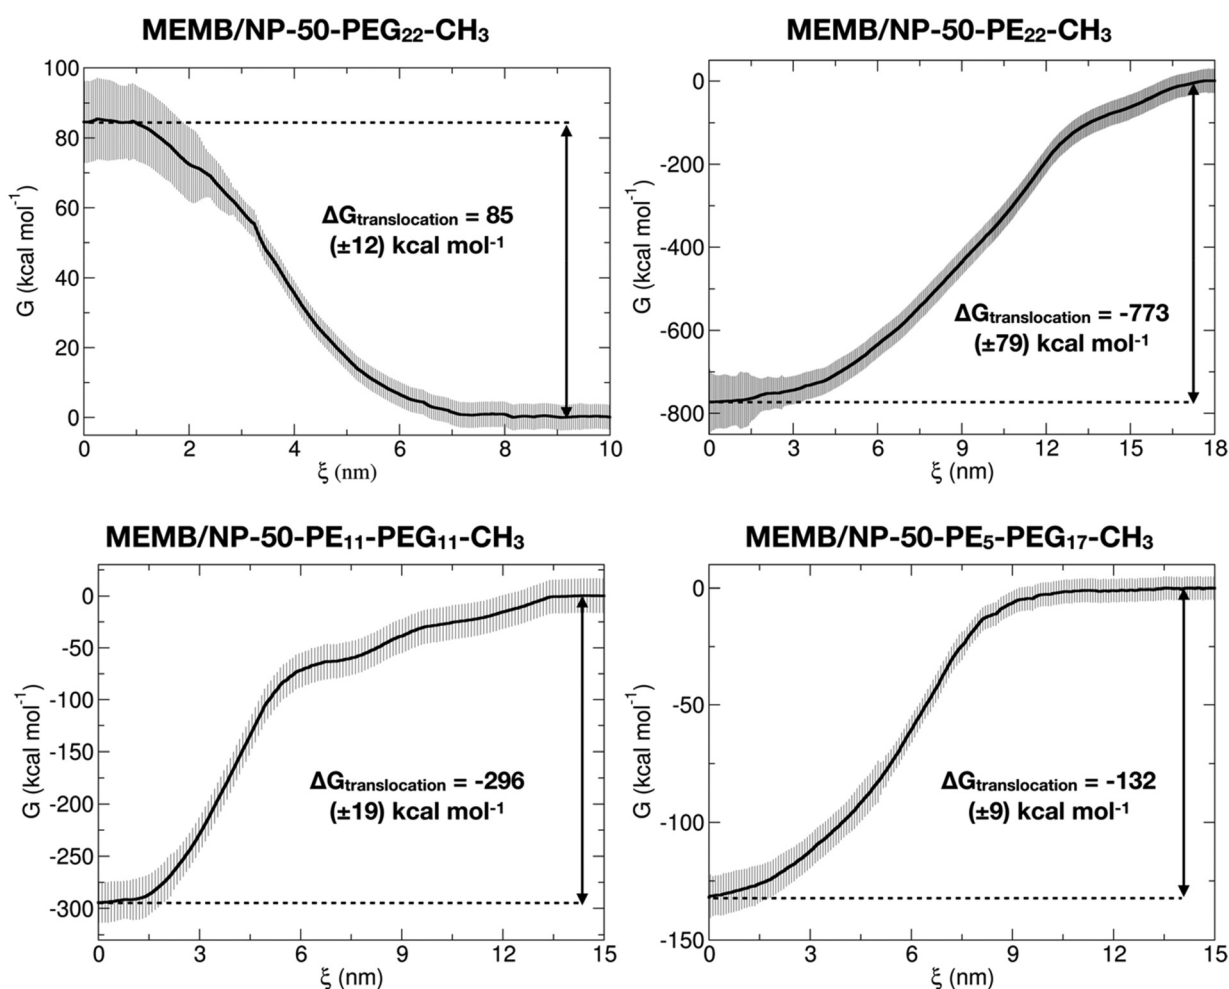 MEMB/NP-50-PEG₂₂-CH₃
100
80
60
40
20
0
G (kcal mol⁻¹)
ΔGtranslocation = 85
(±12) kcal mol⁻¹
0 2 4 6 8 10
ξ (nm)
MEMB/NP-50-PE₂₂-CH₃
0
-200
-400
-600
-800
G (kcal mol⁻¹)
ΔGtranslocation = -773
(±79) kcal mol⁻¹
0 3 6 9 12 15 18
ξ (nm)
MEMB/NP-50-PE₁₁-PEG₁₁-CH₃
0
-50
-100
-150
-200
-250
-300
G (kcal mol⁻¹)
ΔGtranslocation = -296
(±19) kcal mol⁻¹
0 3 6 9 12 15
ξ (nm)
MEMB/NP-50-PE₅-PEG₁₇-CH₃
0
-50
-100
-150
G (kcal mol⁻¹)
ΔGtranslocation = -132
(±9) kcal mol⁻¹
0 3 6 9 12 15
ξ (nm)